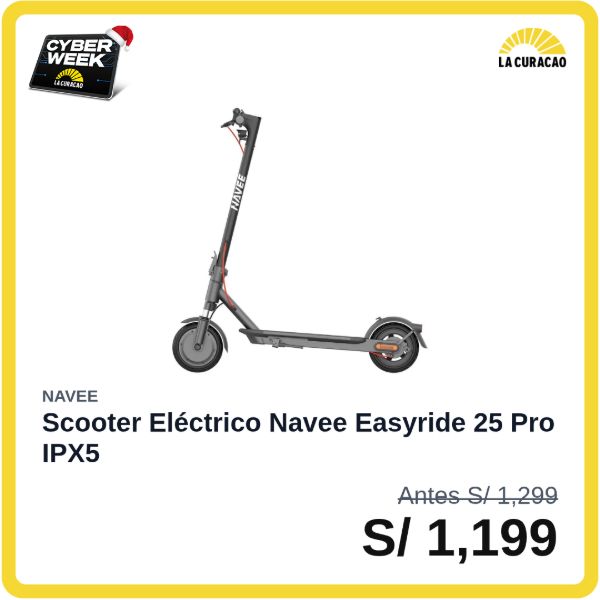 CYBER
WEEK
LA CURACAO
LA CURACAO
NAVEE
NAVEE
Scooter Eléctrico Navee Easyride 25 Pro
IPX5
Antes S/ 1,299
S/ 1,199